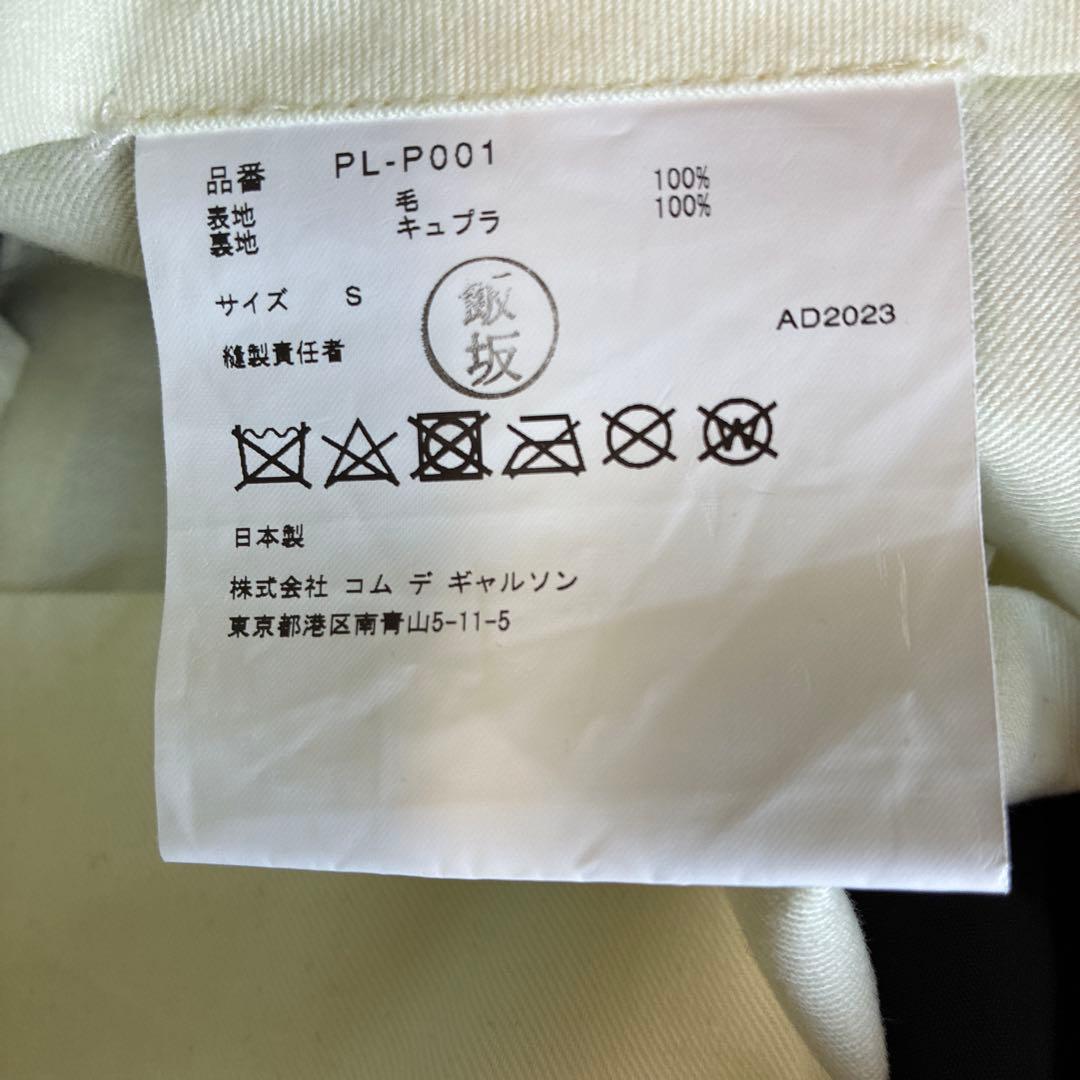 品番 PL-P001
表地 毛 100%
裏地 キュプラ 100%
サイズ S
AD2023
縫製責任者
飯坂
日本製
株式会社 コム デ ギャルソン
東京都港区南青山5-11-5